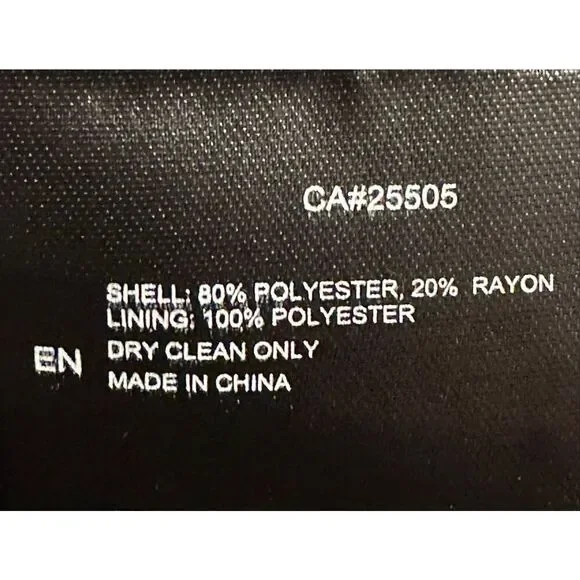 CA#25505
SHELL: 80% POLYESTER, 20% RAYON
LINING: 100% POLYESTER
EN
DRY CLEAN ONLY
MADE IN CHINA